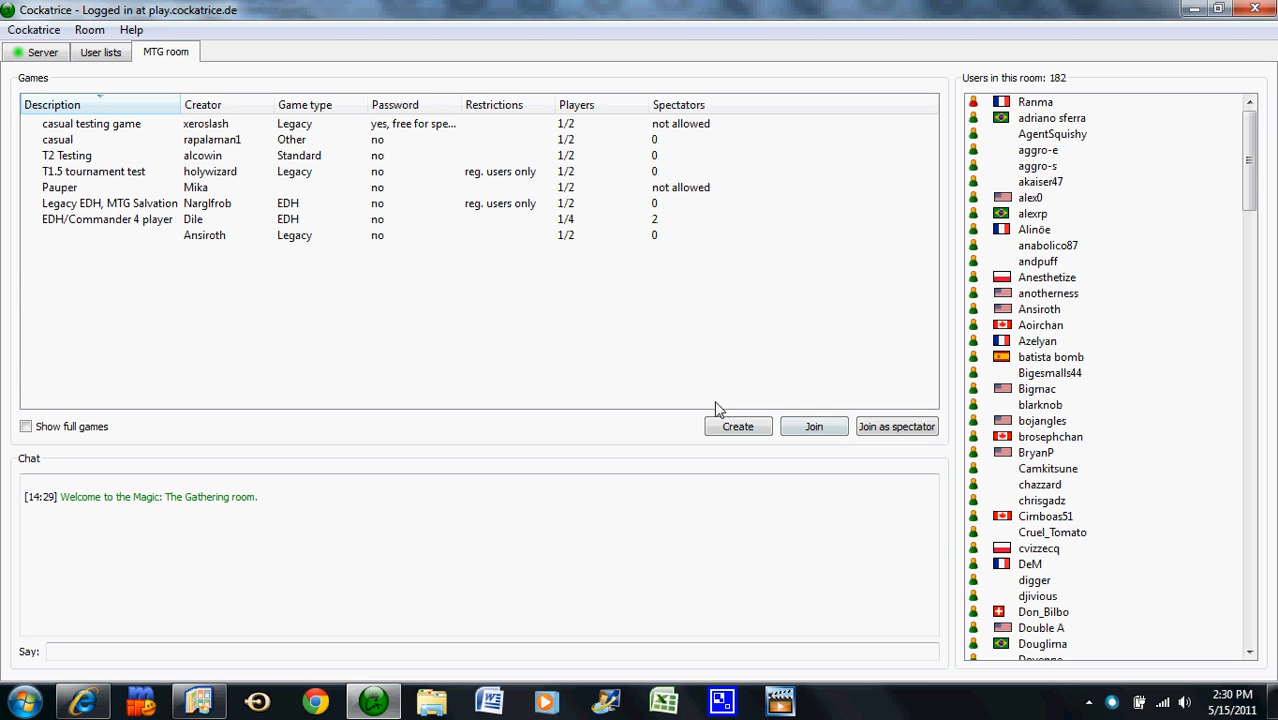 Cockatrice - Logged in at play.cockatrice.de
Cockatrice Room Help
Server User lists MTG room
Games
Description Creator Game type Password Restrictions Players Spectators
casual testing game xeroslash Legacy yes, free for spe... 1/2 not allowed
casual rapalaman1 Other no 1/2 0
T2 Testing alcowin Standard no 1/2 0
T1.5 tournament test holywizard Legacy no reg. users only 1/2 0
Pauper Mika no 1/2 not allowed
Legacy EDH, MTG Salvation Narglfrob EDH no reg. users only 1/2 0
EDH/Commander 4 player Dile EDH no 1/4 2
Ansiroth Legacy no 1/2 0
Show full games
Create Join Join as spectator
Chat
[14:29] Welcome to the Magic: The Gathering room.
Say:
Users in this room: 182
Ranma
adriano sferra
AgentSquishy
aggro-e
aggro-s
akaiser47
alex0
alexrp
Alinöe
anabolico87
andpuff
Anesthetize
anotherness
Ansiroth
Aoirchan
Azelyan
batista bomb
Bigesmalls44
Bigmac
blarknob
bojangles
brosephchan
BryanP
Camkitsune
chazzard
chrisgadz
Cimboas51
Cruel_Tomato
cvizzecq
DeM
digger
djivious
Don_Bilbo
Double A
Douglima
2:30 PM
5/15/2011